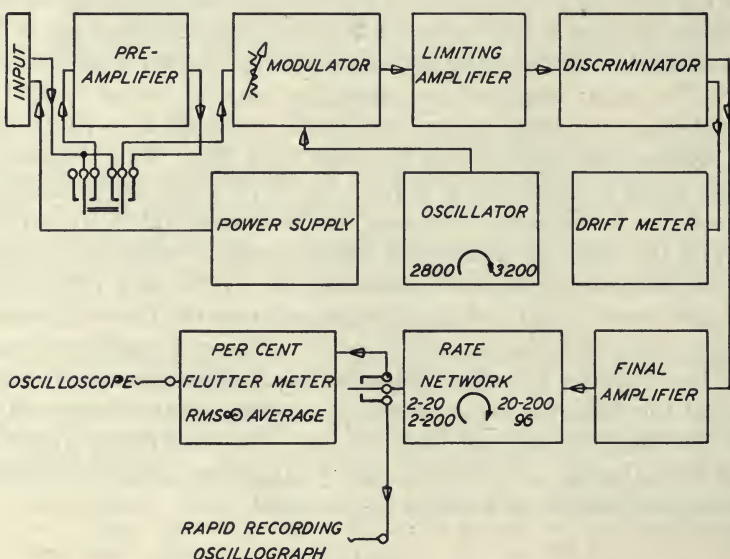 INPUT
PRE-
AMPLIFIER
MODULATOR
LIMITING
AMPLIFIER
DISCRIMINATOR
POWER SUPPLY
OSCILLATOR
2800 3200
DRIFT METER
OSCILLOSCOPE
PER CENT
FLUTTER METER
RMS AVERAGE
RATE
NETWORK
2-20 20-200
2-200 96
FINAL
AMPLIFIER
RAPID RECORDING
OSCILLOGRAPH